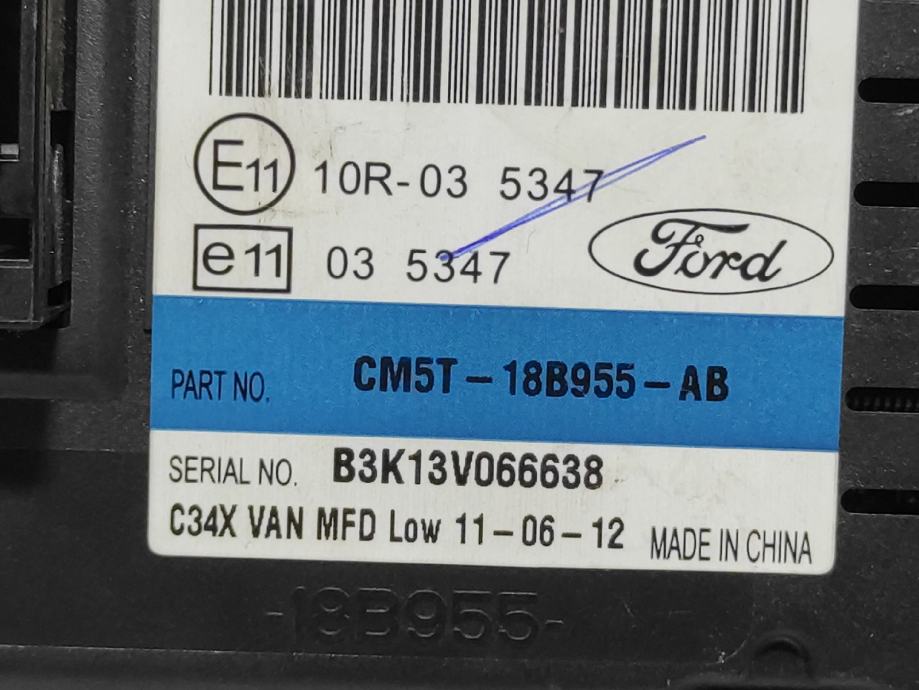 E11 10R-03 5347
e11 03 5347
Ford
PART NO. CM5T-18B955-AB
SERIAL NO. B3K13V066638
C34X VAN MFD Low 11-06-12 MADE IN CHINA
-18B955-